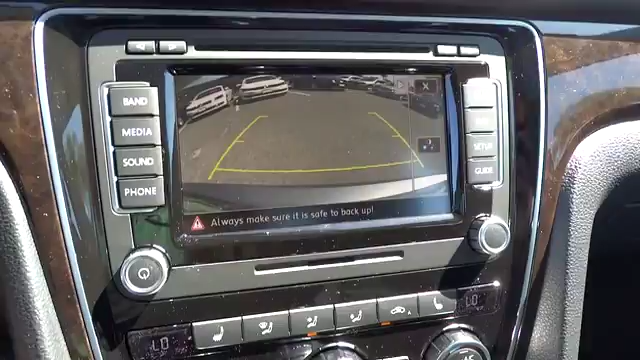 BAND
MEDIA
SOUND
PHONE
SETUP
GUIDE
Always make sure it is safe to back up!
LO
LO